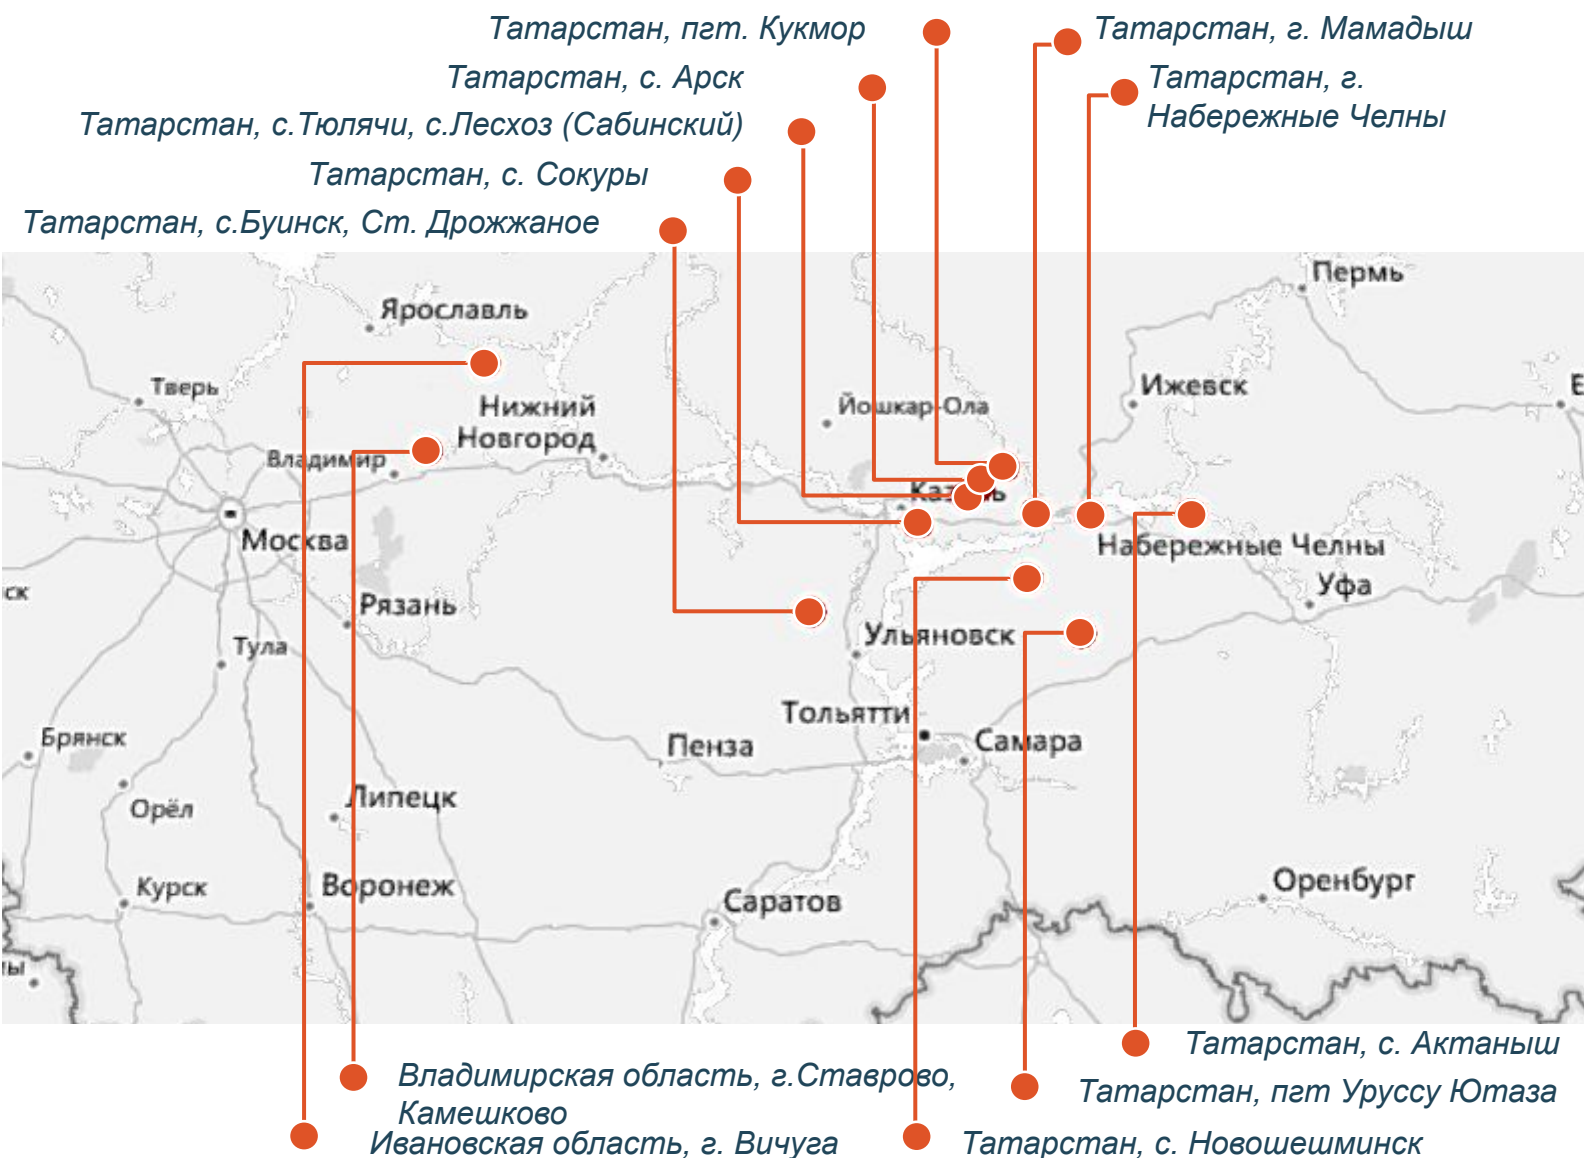 Татарстан, пгт. Кукмор
Татарстан, г. Мамадыш
Татарстан, с. Арск
Татарстан, г.
Набережные Челны
Татарстан, с.Тюлячи, с.Лесхоз (Сабинский)
Татарстан, с. Сокуры
Татарстан, с.Буинск, Ст. Дрожжаное
Пермь
Ярославль
Тверь
Ижевск
Е
Нижний
Новгород
Йошкар-Ола
Владимир
Москва
Набережные Челны
ск
Рязань
Уфа
Тула
Ульяновск
Тольятти
Брянск
Пенза
Самара
Липецк
Орёл
Курск
Воронеж
Оренбург
Саратов
ны
Татарстан, с. Актаныш
Владимирская область, г.Ставрово,
Камешково
Татарстан, пгт Уруссу Ютаза
Ивановская область, г. Вичуга
Татарстан, с. Новошешминск